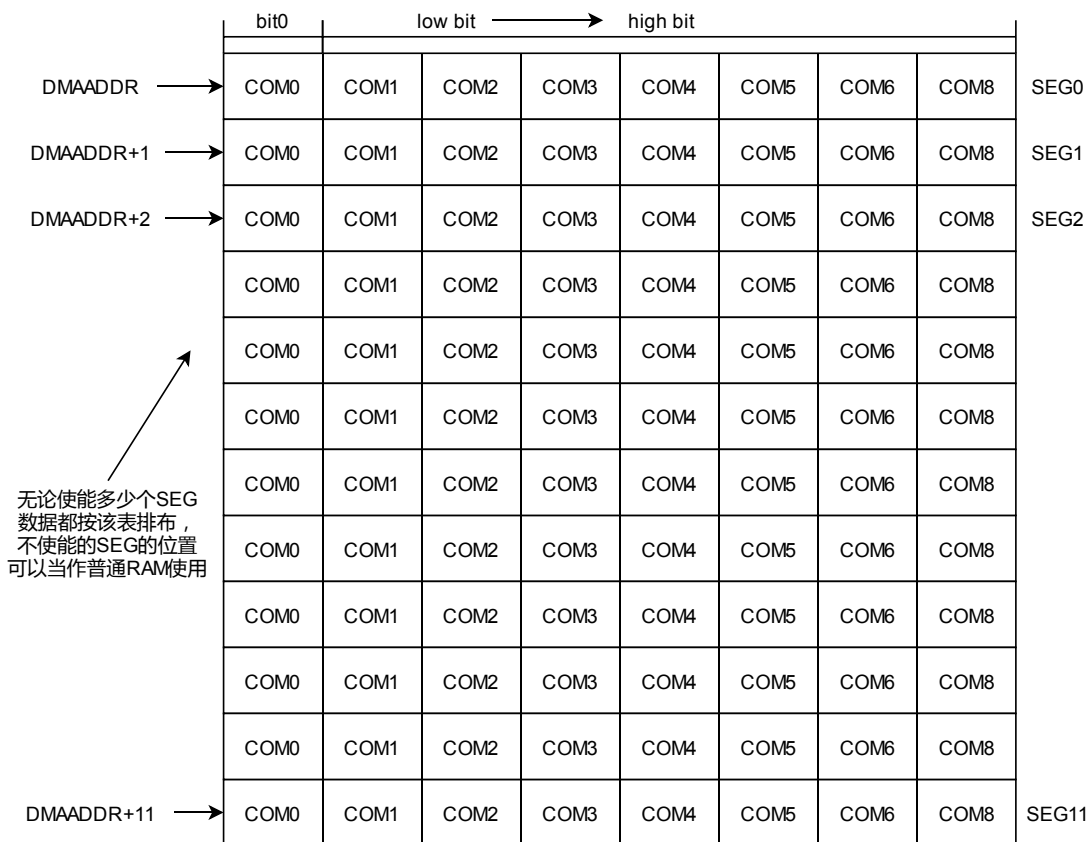 bit0 low bit high bit
DMAADDR COM0 COM1 COM2 COM3 COM4 COM5 COM6 COM8 SEG0
DMAADDR+1 COM0 COM1 COM2 COM3 COM4 COM5 COM6 COM8 SEG1
DMAADDR+2 COM0 COM1 COM2 COM3 COM4 COM5 COM6 COM8 SEG2
COM0 COM1 COM2 COM3 COM4 COM5 COM6 COM8
COM0 COM1 COM2 COM3 COM4 COM5 COM6 COM8
COM0 COM1 COM2 COM3 COM4 COM5 COM6 COM8
COM0 COM1 COM2 COM3 COM4 COM5 COM6 COM8
COM0 COM1 COM2 COM3 COM4 COM5 COM6 COM8
COM0 COM1 COM2 COM3 COM4 COM5 COM6 COM8
COM0 COM1 COM2 COM3 COM4 COM5 COM6 COM8
COM0 COM1 COM2 COM3 COM4 COM5 COM6 COM8
DMAADDR+11 COM0 COM1 COM2 COM3 COM4 COM5 COM6 COM8 SEG11
无论使能多少个SEG
数据都按该表排布，
不使能的SEG的位置
可以当作普通RAM使用